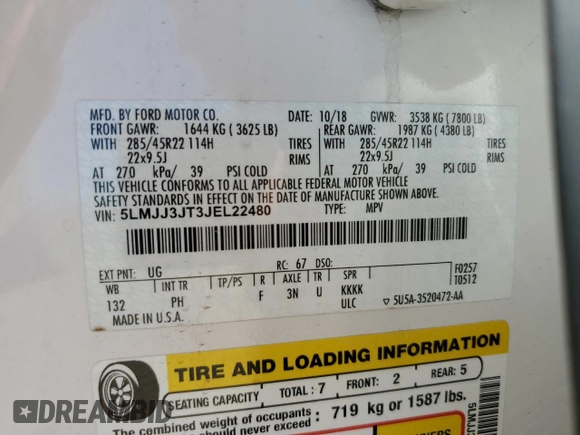 MFD. BY FORD MOTOR CO.
10/18
GVWR: 3538 KG ( 7800 LB)
FRONT GAWR: 1644 KG ( 3625 LB)
REAR GAWR: 1987 KG ( 4380 LB)
WITH 285/45R22 114H TIRES
WITH 285/45R22 114H TIRES
22x9.5J RIMS
22x9.5J RIMS
AT 270 kPa/ 39 PSI COLD
AT 270 kPa/ 39 PSI COLD
THIS VEHICLE CONFORMS TO ALL APPLICABLE FEDERAL MOTOR VEHICLE
SAFETY STANDARDS IN EFFECT ON THE DATE OF MANUFACTURE SHOWN ABOVE.
VIN: 5LMJJ3JT3JEL22480
TYPE: MPV
EXT PNT: UG
RC: 67 DSO:
F0257
T0512
WB INT TR TP/PS R AXLE TR SPR
132 PH F 3N U KKKK
ULC
▽ 5U5A-3520472-AA
MADE IN U.S.A.
TIRE AND LOADING INFORMATION
SEATING CAPACITY
TOTAL: 7
FRONT: 2
REAR: 5
The combined weight of occupants
should never exceed: 719 kg or 1587 lbs.
DREAMBID